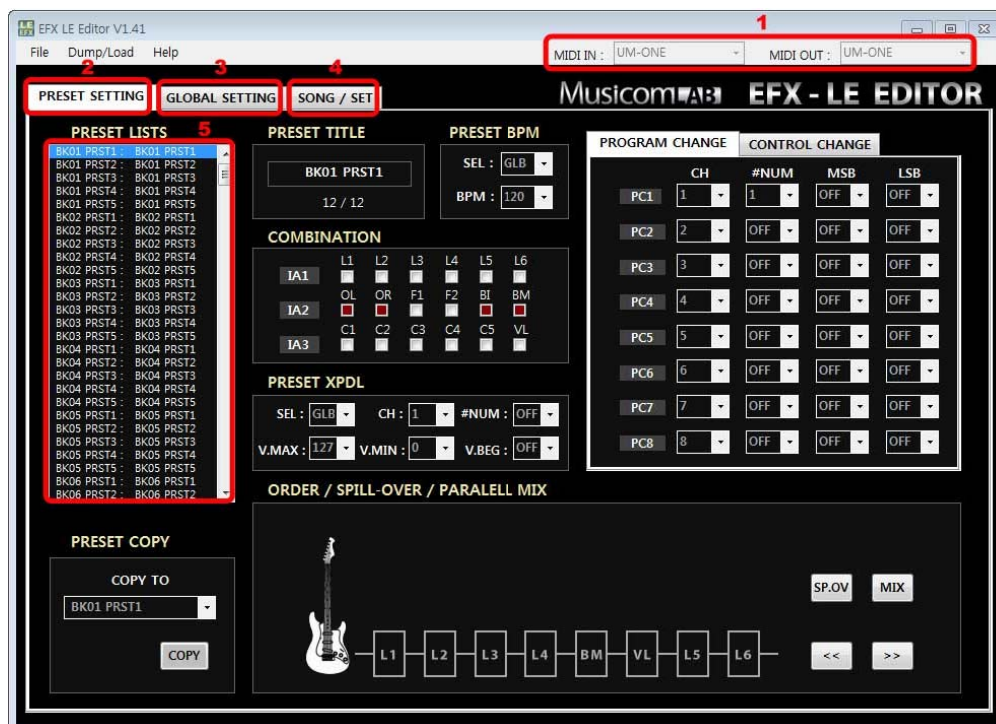 EFX LE Editor V1.41
1
File Dump/Load Help
MIDI IN : UM-ONE MIDI OUT : UM-ONE
2 3 4
PRESET SETTING GLOBAL SETTING SONG / SET
MusicomLAB EFX - LE EDITOR
PRESET LISTS 5
BK01 PRST1 : BK01 PRST1
BK01 PRST2 : BK01 PRST2
BK01 PRST3 : BK01 PRST3
BK01 PRST4 : BK01 PRST4
BK01 PRST5 : BK01 PRST5
BK02 PRST1 : BK02 PRST1
BK02 PRST2 : BK02 PRST2
BK02 PRST3 : BK02 PRST3
BK02 PRST4 : BK02 PRST4
BK02 PRST5 : BK02 PRST5
BK03 PRST1 : BK03 PRST1
BK03 PRST2 : BK03 PRST2
BK03 PRST3 : BK03 PRST3
BK03 PRST4 : BK03 PRST4
BK03 PRST5 : BK03 PRST5
BK04 PRST1 : BK04 PRST1
BK04 PRST2 : BK04 PRST2
BK04 PRST3 : BK04 PRST3
BK04 PRST4 : BK04 PRST4
BK04 PRST5 : BK04 PRST5
BK05 PRST1 : BK05 PRST1
BK05 PRST2 : BK05 PRST2
BK05 PRST3 : BK05 PRST3
BK05 PRST4 : BK05 PRST4
BK05 PRST5 : BK05 PRST5
BK06 PRST1 : BK06 PRST1
BK06 PRST2 : BK06 PRST2
PRESET COPY
COPY TO
BK01 PRST1
COPY
PRESET TITLE
BK01 PRST1
12 / 12
PRESET BPM
SEL : GLB
BPM : 120
COMBINATION
L1 L2 L3 L4 L5 L6
IA1
OL OR F1 F2 BI BM
IA2
C1 C2 C3 C4 C5 VL
IA3
PRESET XPDL
SEL : GLB CH : 1 #NUM : OFF
V.MAX : 127 V.MIN : 0 V.BEG : OFF
PROGRAM CHANGE CONTROL CHANGE
CH #NUM MSB LSB
PC1 1 1 OFF OFF
PC2 2 OFF OFF OFF
PC3 3 OFF OFF OFF
PC4 4 OFF OFF OFF
PC5 5 OFF OFF OFF
PC6 6 OFF OFF OFF
PC7 7 OFF OFF OFF
PC8 8 OFF OFF OFF
ORDER / SPILL-OVER / PARALELL MIX
SP.OV MIX
L1 L2 L3 L4 BM VL L5 L6
<< >>